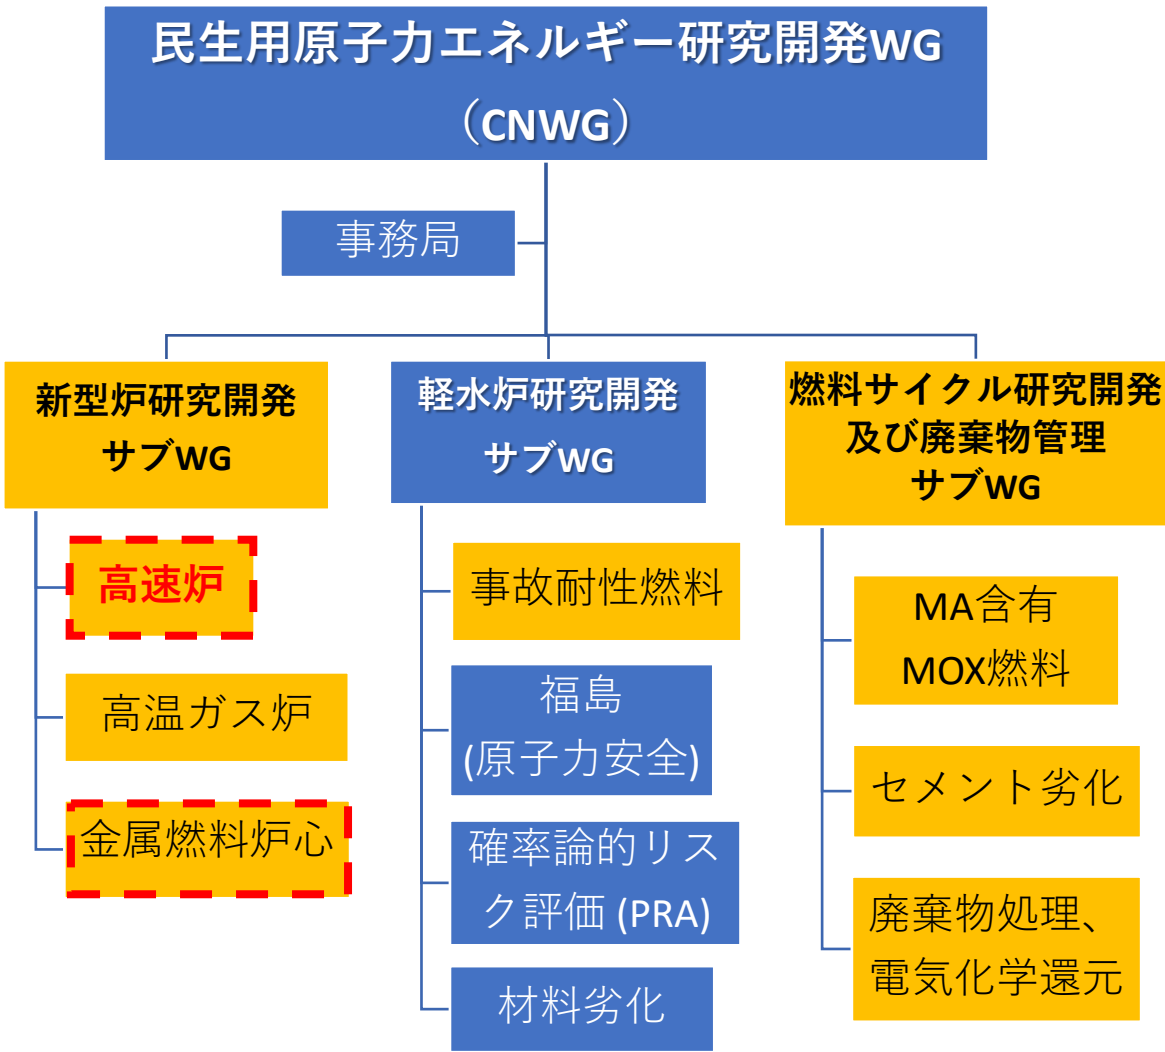 民生用原子力エネルギー研究開発WG
（CNWG）
事務局
新型炉研究開発
サブWG
高速炉
高温ガス炉
金属燃料炉心
軽水炉研究開発
サブWG
事故耐性燃料
福島
(原子力安全)
確率論的リス
ク評価 (PRA)
材料劣化
燃料サイクル研究開発
及び廃棄物管理
サブWG
MA含有
MOX燃料
セメント劣化
廃棄物処理、
電気化学還元